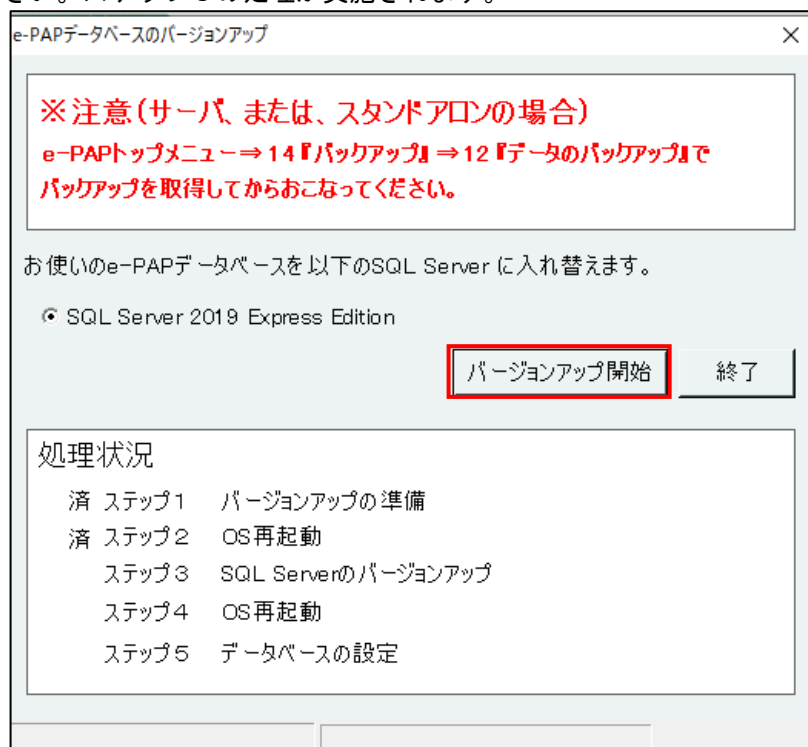 e-PAPデータベースのバージョンアップ
※注意(サーバ、または、スタンドアロンの場合)
e-PAPトップメニュー⇒14『バックアップ』⇒12『データのバックアップ』で
バックアップを取得してからおこなってください。
お使いのe-PAPデータベースを以下のSQL Server に入れ替えます。
SQL Server 2019 Express Edition
バージョンアップ開始 終了
処理状況
済 ステップ1 バージョンアップの準備
済 ステップ2 OS再起動
ステップ3 SQL Serverのバージョンアップ
ステップ4 OS再起動
ステップ5 データベースの設定